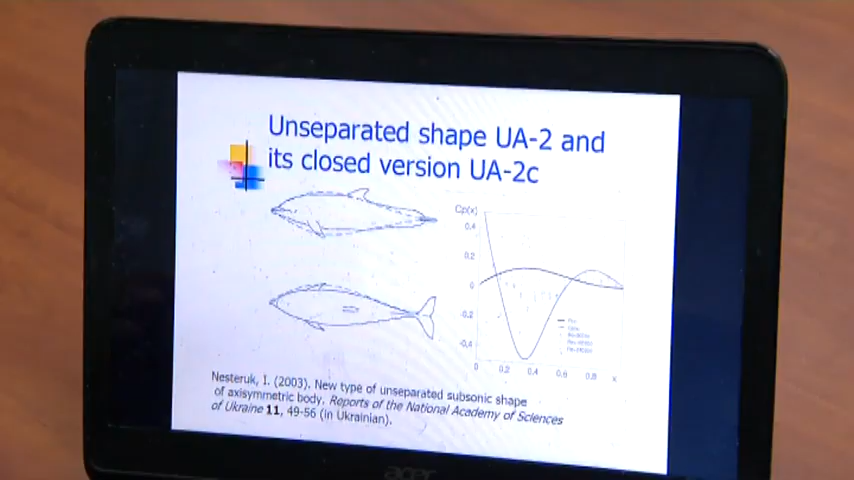 Unseparated shape UA-2 and
its closed version UA-2c
Cp(x)
0,4
0,2
0
-0,2
-0,4
0 0,2 0,4 0,6 0,8 x
Nesteruk, I. (2003), New type of unseparated subsonic shape
of axisymmetric body, Reports of the National Academy of Sciences
of Ukraine 11, 49-56 (in Ukrainian).
acer